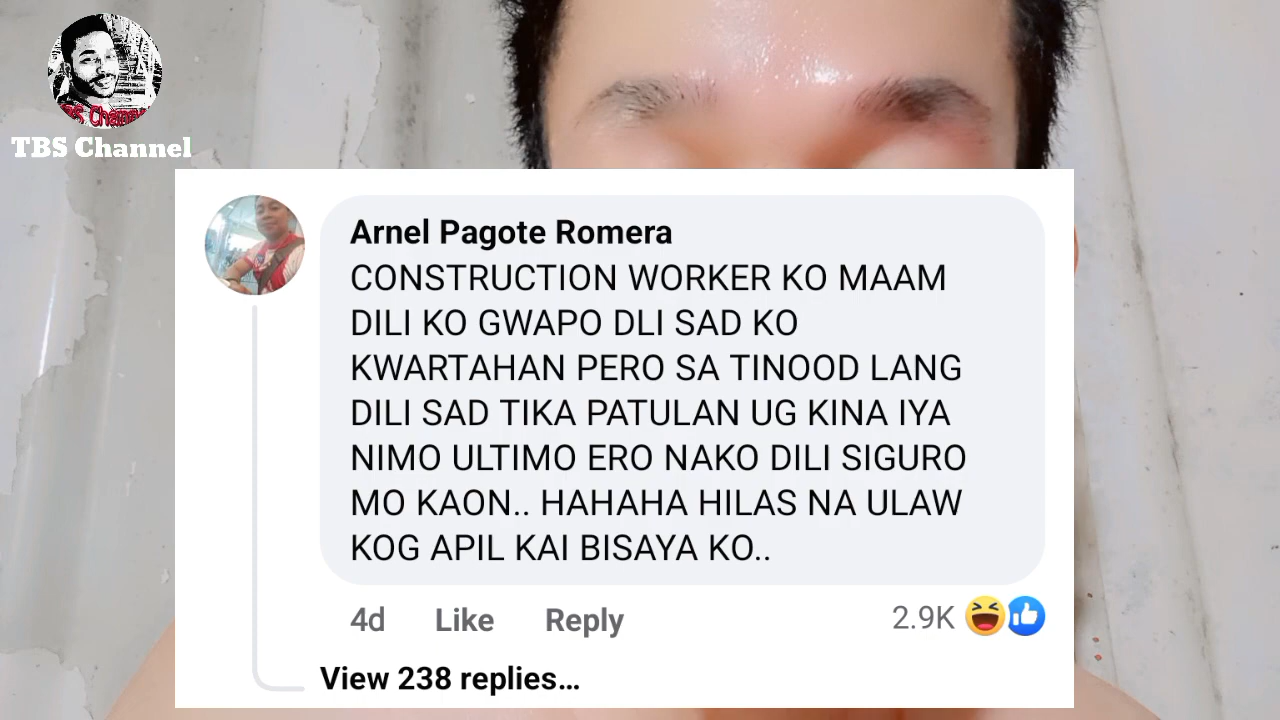 TBS Channel
Arnel Pagote Romera
CONSTRUCTION WORKER KO MAAM
DILI KO GWAPO DLI SAD KO
KWARTAHAN PERO SA TINOOD LANG
DILI SAD TIKA PATULAN UG KINA IYA
NIMO ULTIMO ERO NAKO DILI SIGURO
MO KAON.. HAHAHA HILAS NA ULAW
KOG APIL KAI BISAYA KO..
4d Like Reply 2.9K
View 238 replies...